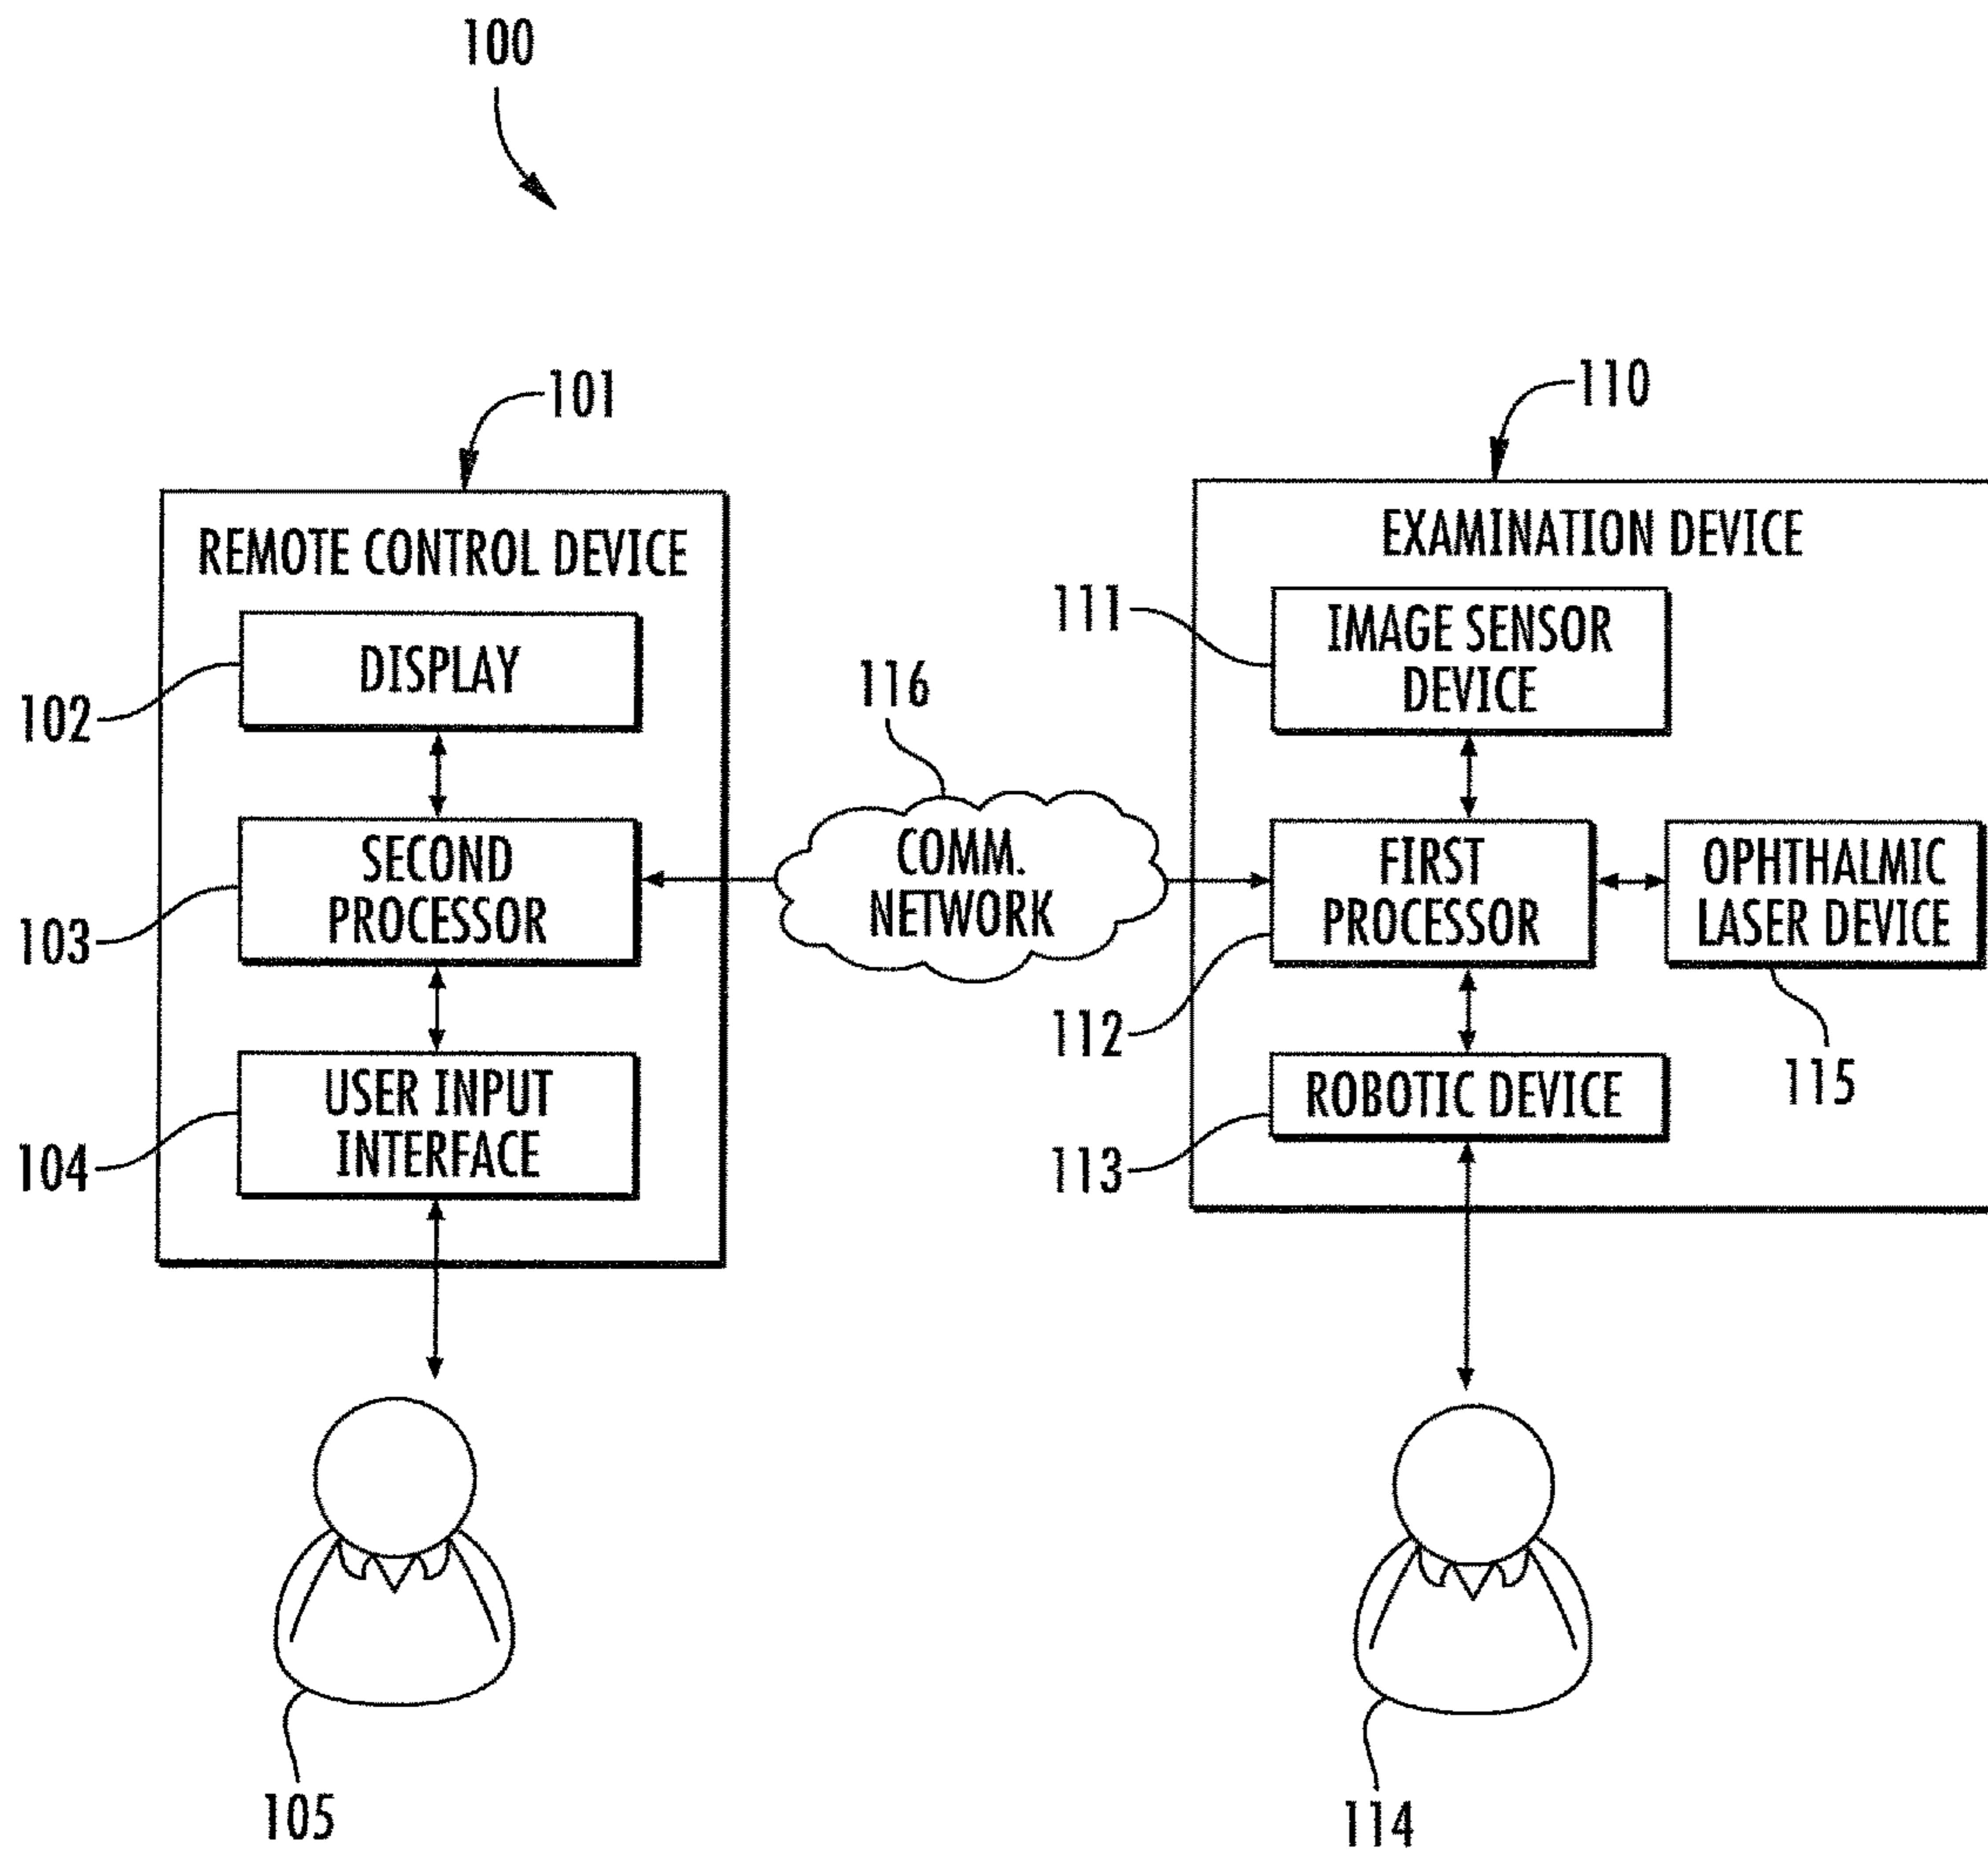 100
101
REMOTE CONTROL DEVICE
102
DISPLAY
103
SECOND
PROCESSOR
104
USER INPUT
INTERFACE
105
116
COMM.
NETWORK
110
EXAMINATION DEVICE
111
IMAGE SENSOR
DEVICE
112
FIRST
PROCESSOR
OPHTHALMIC
LASER DEVICE
115
113
ROBOTIC DEVICE
114